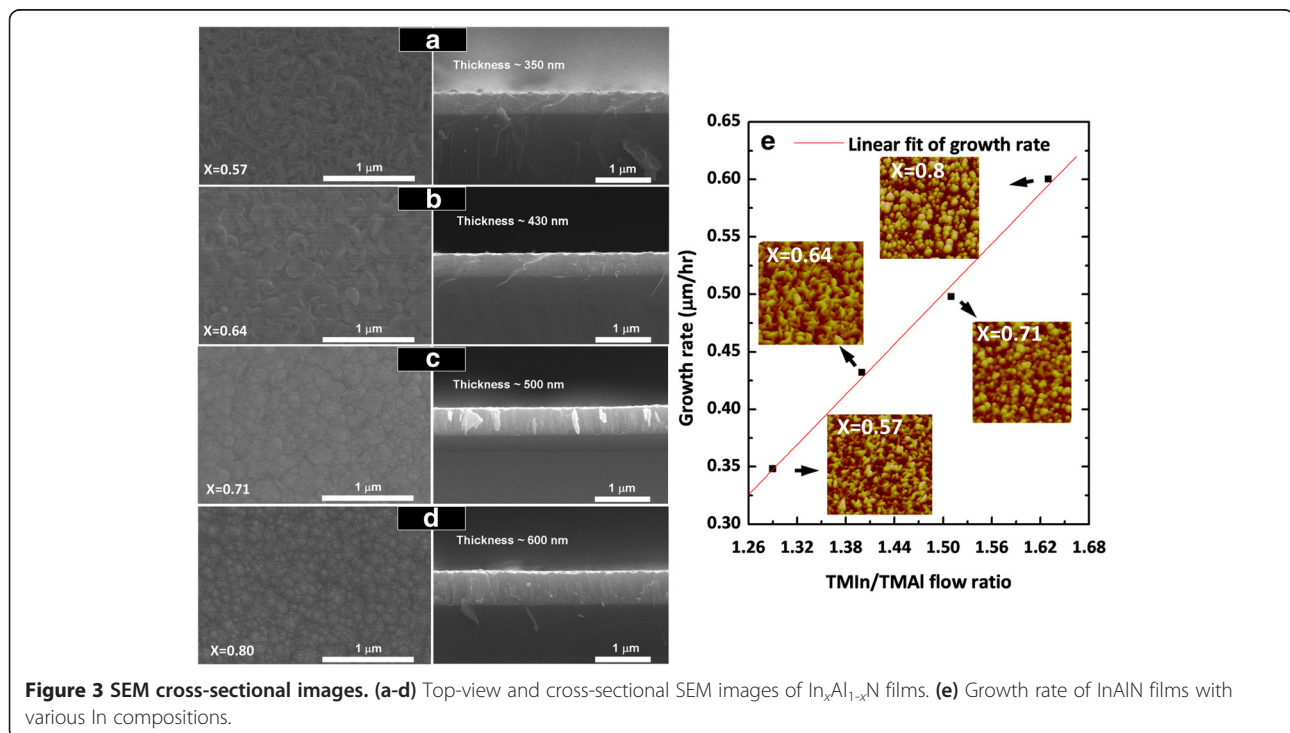 a
Thickness ~ 350 nm
X=0.57
1 μm
1 μm
b
Thickness ~ 430 nm
X=0.64
1 μm
1 μm
c
Thickness ~ 500 nm
X=0.71
1 μm
1 μm
d
Thickness ~ 600 nm
X=0.80
1 μm
1 μm
e
Linear fit of growth rate
X=0.8
X=0.64
X=0.71
X=0.57
Growth rate (μm/hr)
0.65
0.60
0.55
0.50
0.45
0.40
0.35
0.30
1.26 1.32 1.38 1.44 1.50 1.56 1.62 1.68
TMIn/TMAl flow ratio
Figure 3 SEM cross-sectional images. (a-d) Top-view and cross-sectional SEM images of InxAl1-xN films. (e) Growth rate of InAlN films with
various In compositions.